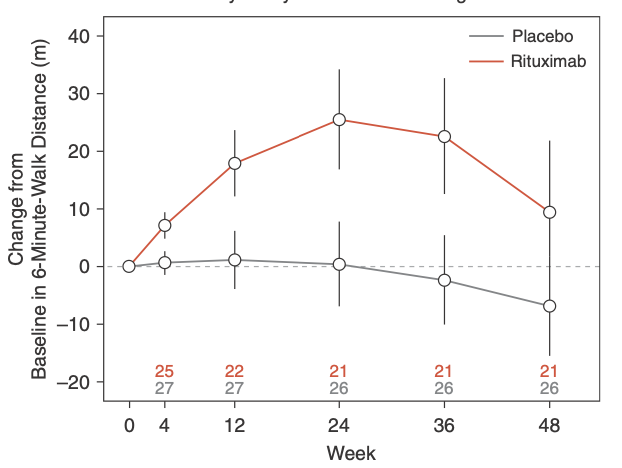 Placebo
Rituximab
Change from
Baseline in 6-Minute-Walk Distance (m)
40
30
20
10
0
−10
−20
25 22 21 21 21
27 27 26 26 26
0 4 12 24 36 48
Week